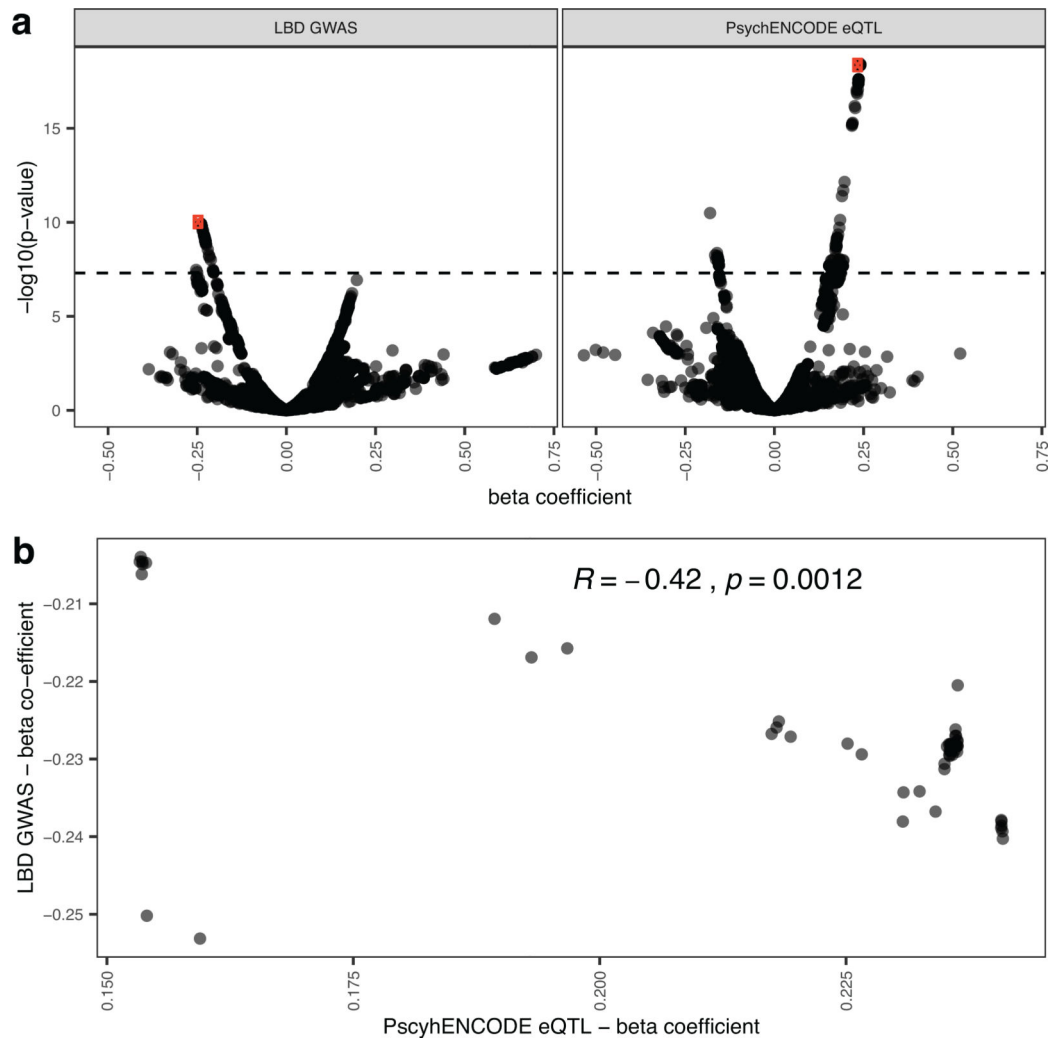 a
LBD GWAS
PsychENCODE eQTL
−log10(p−value)
15
10
5
0
−0.50
−0.25
0.00
0.25
0.50
0.75
−0.50
−0.25
0.00
0.25
0.50
0.75
beta coefficient
b
R = −0.42 , p = 0.0012
LBD GWAS − beta co−efficient
−0.21
−0.22
−0.23
−0.24
−0.25
0.150
0.175
0.200
0.225
PscyhENCODE eQTL − beta coefficient